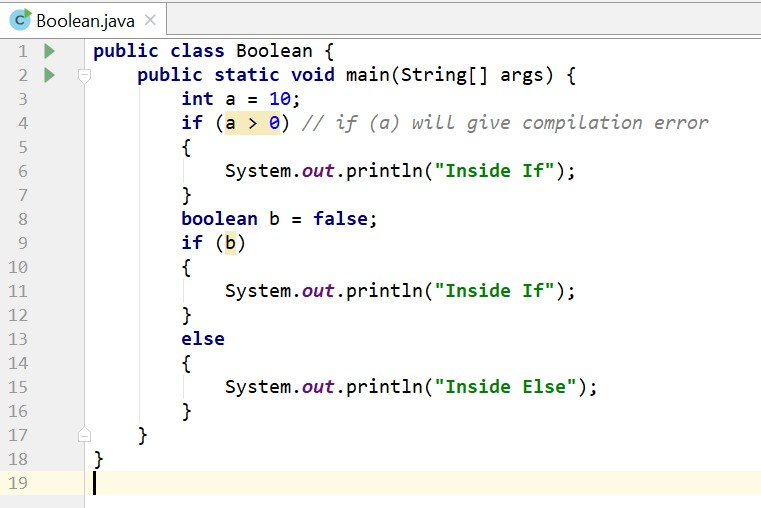 C Boolean.java ×
1 public class Boolean {
2     public static void main(String[] args) {
3         int a = 10;
4         if (a > 0) // if (a) will give compilation error
5         {
6             System.out.println("Inside If");
7         }
8         boolean b = false;
9         if (b)
10         {
11             System.out.println("Inside If");
12         }
13         else
14         {
15             System.out.println("Inside Else");
16         }
17     }
18 }
19